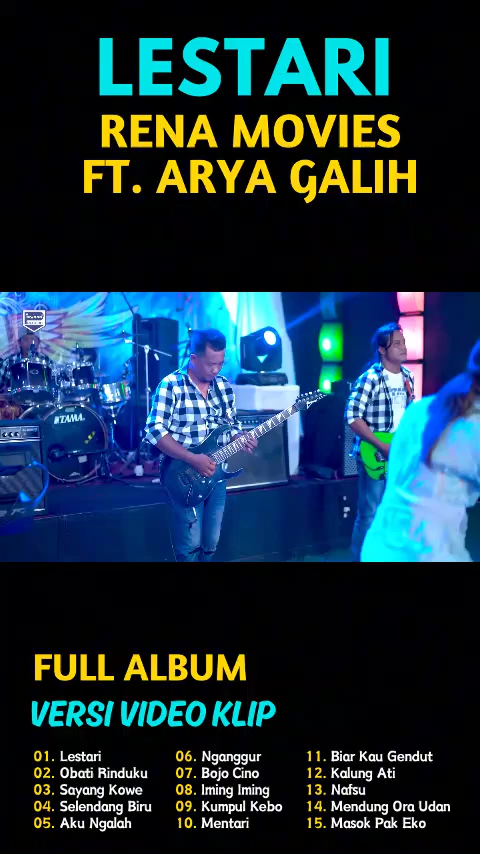 LESTARI
RENA MOVIES
FT. ARYA GALIH
TAMA
FULL ALBUM
VERSI VIDEO KLIP
01. Lestari
02. Obati Rinduku
03. Sayang Kowe
04. Selendang Biru
05. Aku Ngalah
06. Nganggur
07. Bojo Cino
08. Iming Iming
09. Kumpul Kebo
10. Mentari
11. Biar Kau Gendut
12. Kalung Ati
13. Nafsu
14. Mendung Ora Udan
15. Masok Pak Eko